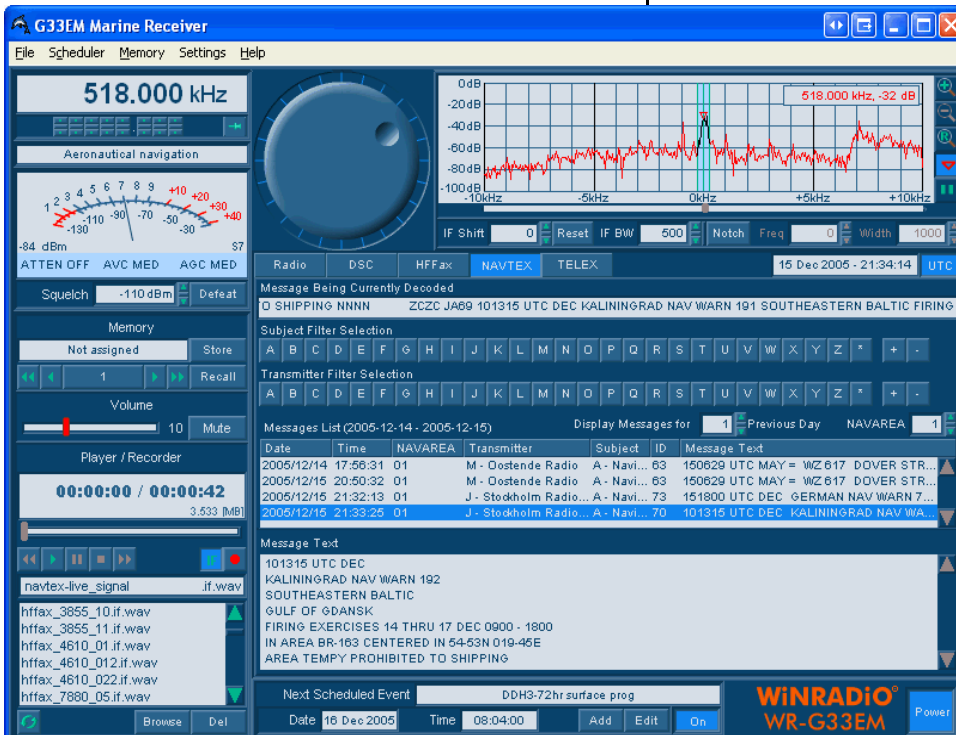 G33EM Marine Receiver
File Scheduler Memory Settings Help
518.000 kHz
Aeronautical navigation
1 2 3 4 5 6 7 8 9 +10 +20 +30 +40
-130 -110 -90 -70 -50 -30
-84 dBm S7
ATTEN OFF AVC MED AGC MED
Squelch -110 dBm Defeat
Memory
Not assigned Store
1 Recall
Volume
10 Mute
Player / Recorder
00:00:00 / 00:00:42
3.533 [MB]
IF
navtex-live_signal .if.wav
hffax_3855_10.if.wav
hffax_3855_11.if.wav
hffax_4610_01.if.wav
hffax_4610_012.if.wav
hffax_4610_022.if.wav
hffax_7880_05.if.wav
Browse Del
0dB
-20dB
-40dB
-60dB
-80dB
-100dB
518.000 kHz, -32 dB
-10kHz -5kHz 0kHz +5kHz +10kHz
R
IF Shift 0 Reset IF BW 500 Notch Freq 0 Width 1000
Radio DSC HFFax NAVTEX TELEX 15 Dec 2005 - 21:34:14 UTC
Message Being Currently Decoded
O SHIPPING NNNN ZCZC JA69 101315 UTC DEC KALININGRAD NAV WARN 191 SOUTHEASTERN BALTIC FIRING
Subject Filter Selection
A B C D E F G H I J K L M N O P Q R S T U V W X Y Z * + -
Transmitter Filter Selection
A B C D E F G H I J K L M N O P Q R S T U V W X Y Z * + -
Messages List (2005-12-14 - 2005-12-15) Display Messages for 1 Previous Day NAVAREA 1
Date Time NAVAREA Transmitter Subject ID Message Text
2005/12/14 17:56:31 01 M - Oostende Radio A - Navi... 63 150629 UTC MAY = WZ 617 DOVER STR...
2005/12/15 20:50:32 01 M - Oostende Radio A - Navi... 63 150629 UTC MAY = WZ 617 DOVER STR...
2005/12/15 21:32:13 01 J - Stockholm Radio... A - Navi... 73 151800 UTC DEC GERMAN NAV WARN 7...
2005/12/15 21:33:25 01 J - Stockholm Radio... A - Navi... 70 101315 UTC DEC KALININGRAD NAV WA...
Message Text
101315 UTC DEC
KALININGRAD NAV WARN 192
SOUTHEASTERN BALTIC
GULF OF GDANSK
FIRING EXERCISES 14 THRU 17 DEC 0900 - 1800
IN AREA BR-163 CENTERED IN 54-53N 019-45E
AREA TEMPY PROHIBITED TO SHIPPING
Next Scheduled Event DDH3-72hr surface prog
Date 16 Dec 2005 Time 08:04:00 Add Edit On
WiNRADiO®
WR-G33EM
Power